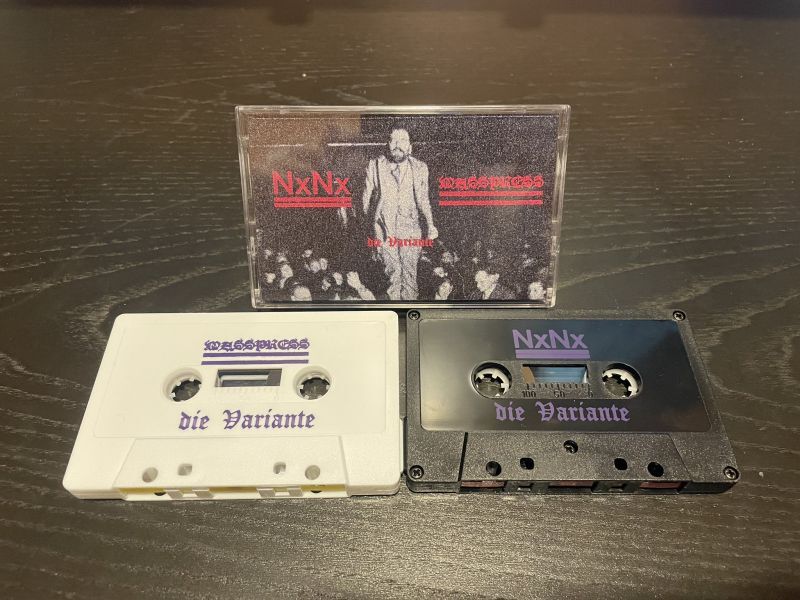 NxNx
MASSPRESS
die Variante
MASSPRESS
die Variante
NxNx
100 50 0
die Variante